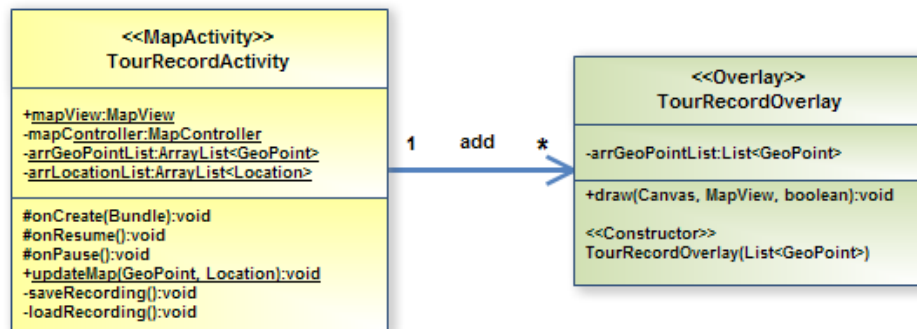 <<MapActivity>>
TourRecordActivity
+mapView:MapView
-mapController:MapController
-arrGeoPointList:ArrayList<GeoPoint>
-arrLocationList:ArrayList<Location>
#onCreate(Bundle):void
#onResume():void
#onPause():void
+updateMap(GeoPoint, Location):void
-saveRecording():void
-loadRecording():void
1 add *
<<Overlay>>
TourRecordOverlay
-arrGeoPointList:List<GeoPoint>
+draw(Canvas, MapView, boolean):void
<<Constructor>>
TourRecordOverlay(List<GeoPoint>)